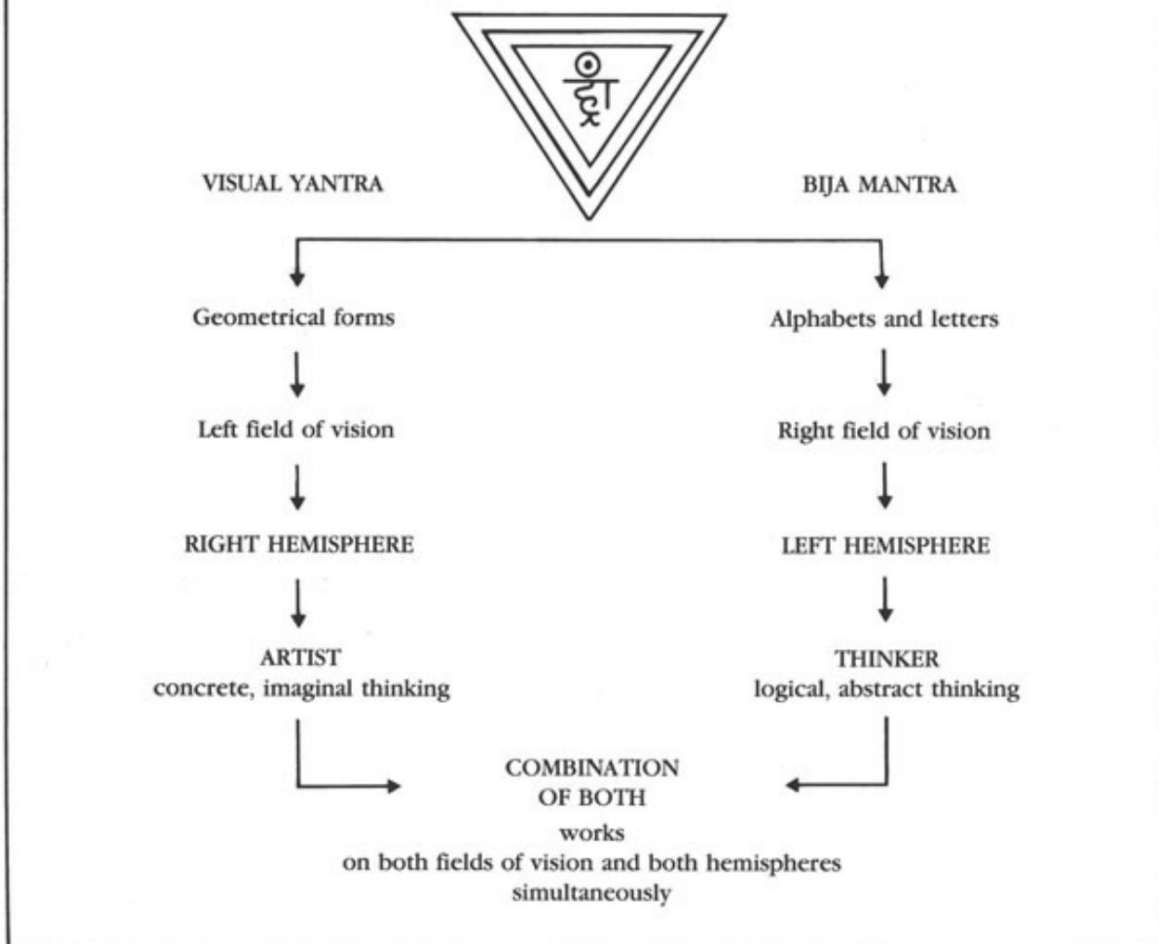 VISUAL YANTRA
BIJA MANTRA
Geometrical forms
Alphabets and letters
Left field of vision
Right field of vision
RIGHT HEMISPHERE
LEFT HEMISPHERE
ARTIST
concrete, imaginal thinking
THINKER
logical, abstract thinking
COMBINATION
OF BOTH
works
on both fields of vision and both hemispheres
simultaneously